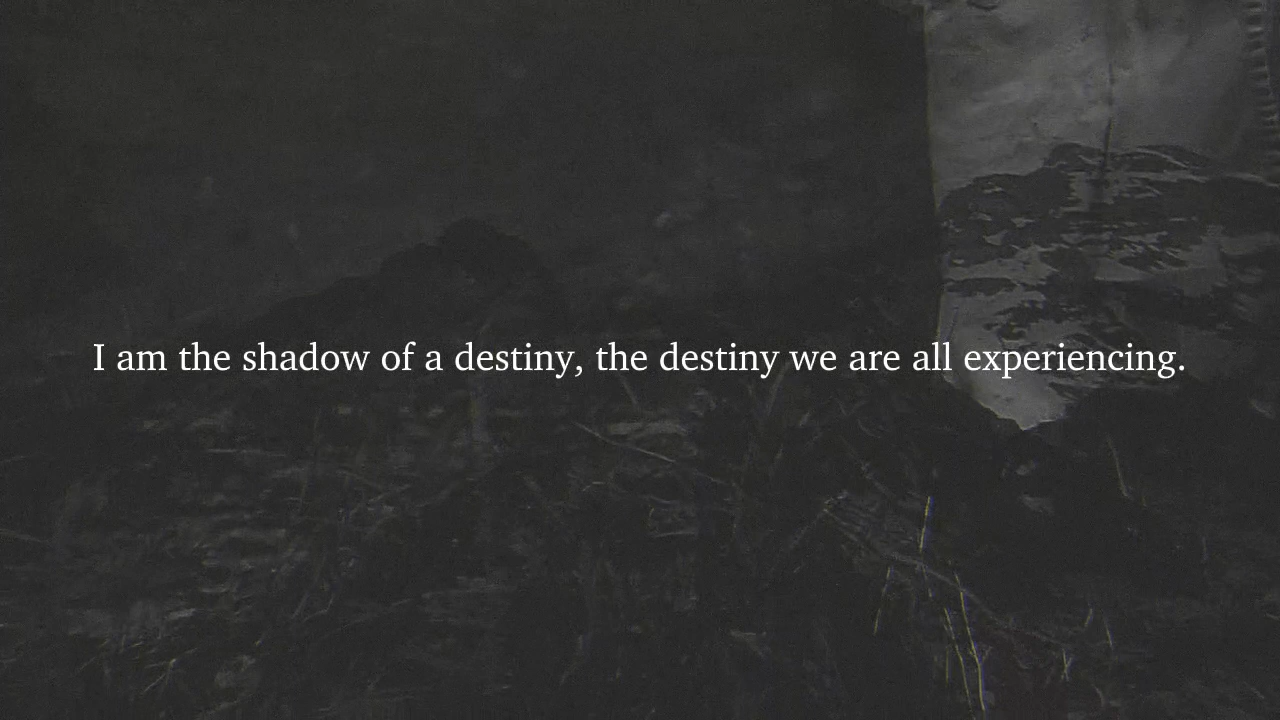 I am the shadow of a destiny, the destiny we are all experiencing.